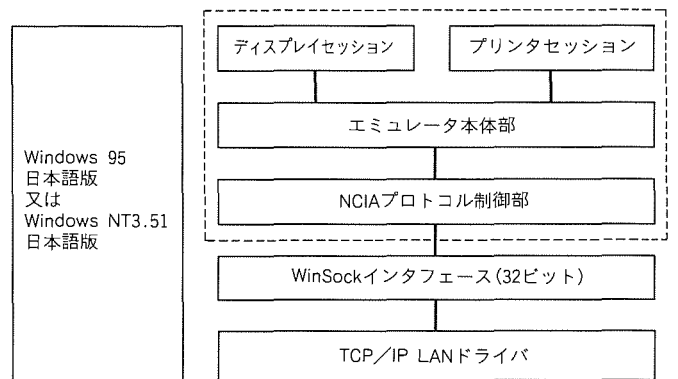 ディスプレイセッション
プリンタセッション
エミュレータ本体部
Windows 95
日本語版
又は
Windows NT3.51
日本語版
NCIAプロトコル制御部
WinSockインタフェース(32ビット)
TCP/IP LANドライバ